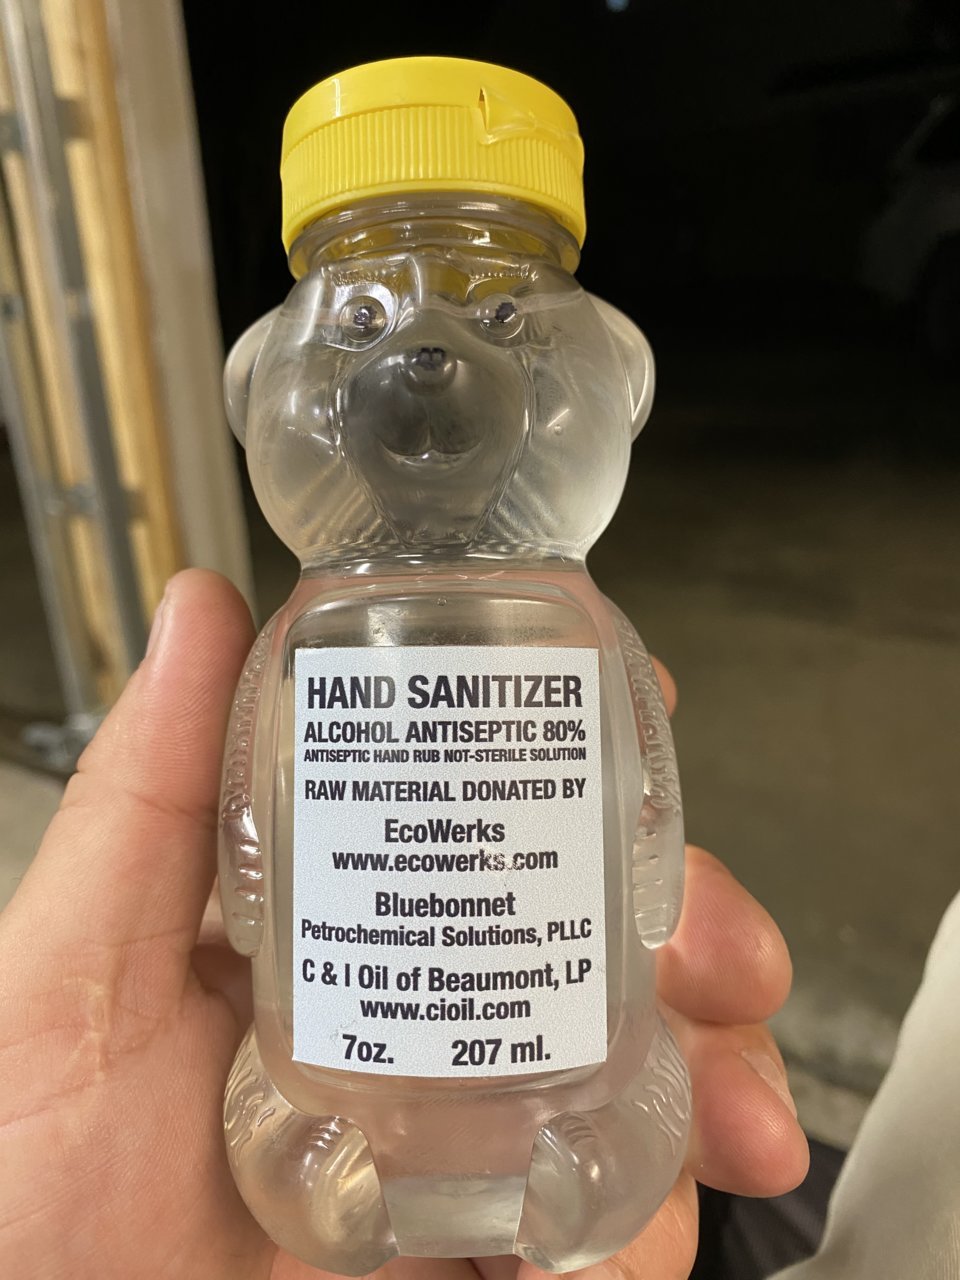 HAND SANITIZER
ALCOHOL ANTISEPTIC 80%
ANTISEPTIC HAND RUB NOT-STERILE SOLUTION
RAW MATERIAL DONATED BY
EcoWerks
www.ecowerks.com
Bluebonnet
Petrochemical Solutions, PLLC
C & I Oil of Beaumont, LP
www.cioil.com
7oz. 207 ml.